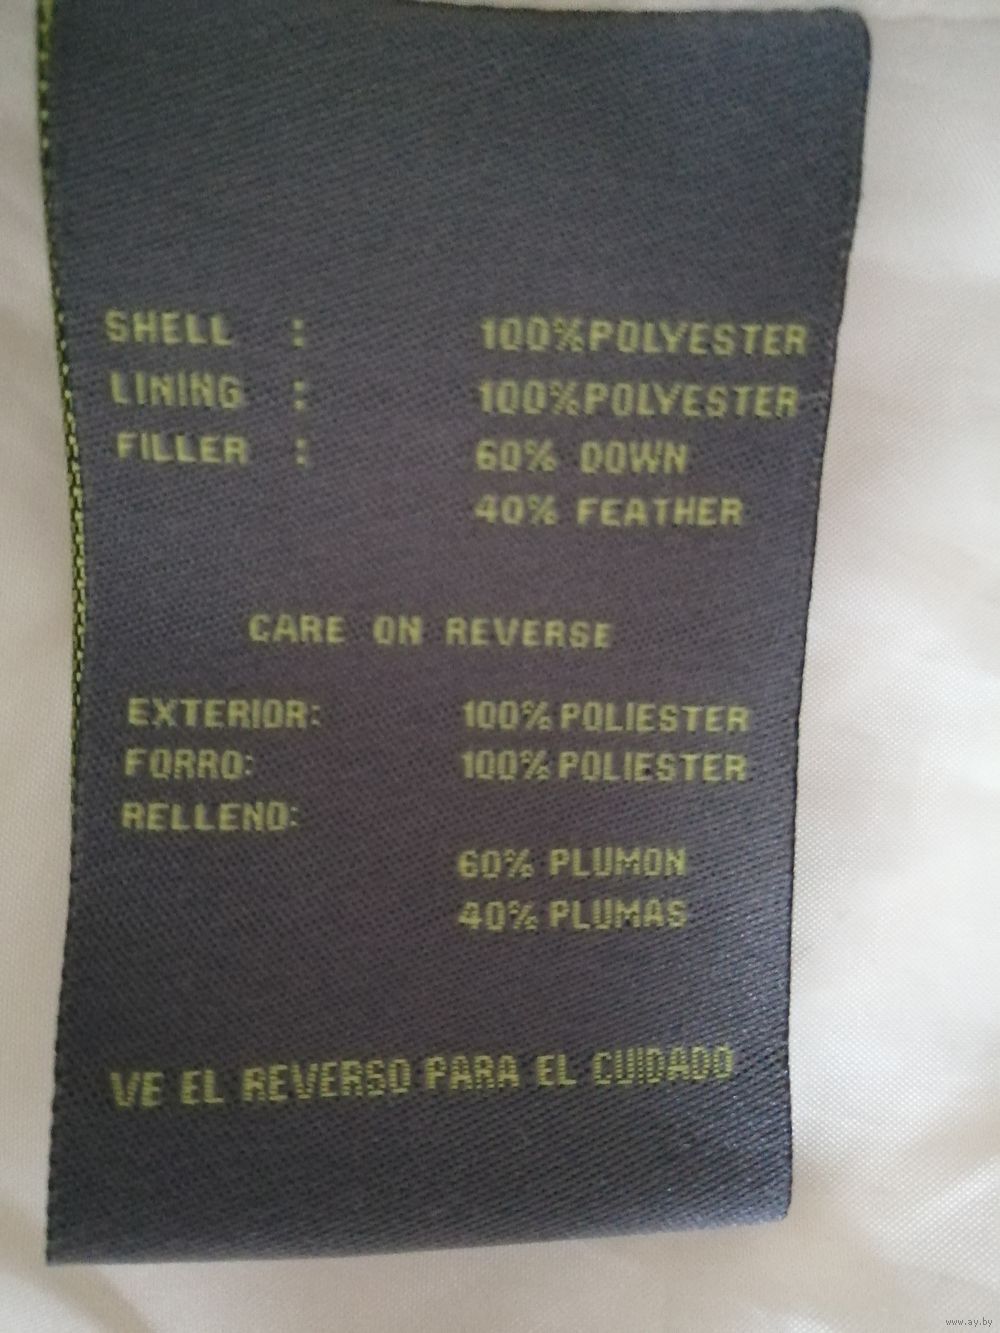 SHELL : 100%POLYESTER
LINING : 100%POLYESTER
FILLER : 60% DOWN
40% FEATHER
CARE ON REVERSE
EXTERIOR: 100%POLIESTER
FORRO: 100%POLIESTER
RELLENO:
60% PLUMON
40% PLUMAS
VE EL REVERSO PARA EL CUIDADO
www.ay.by